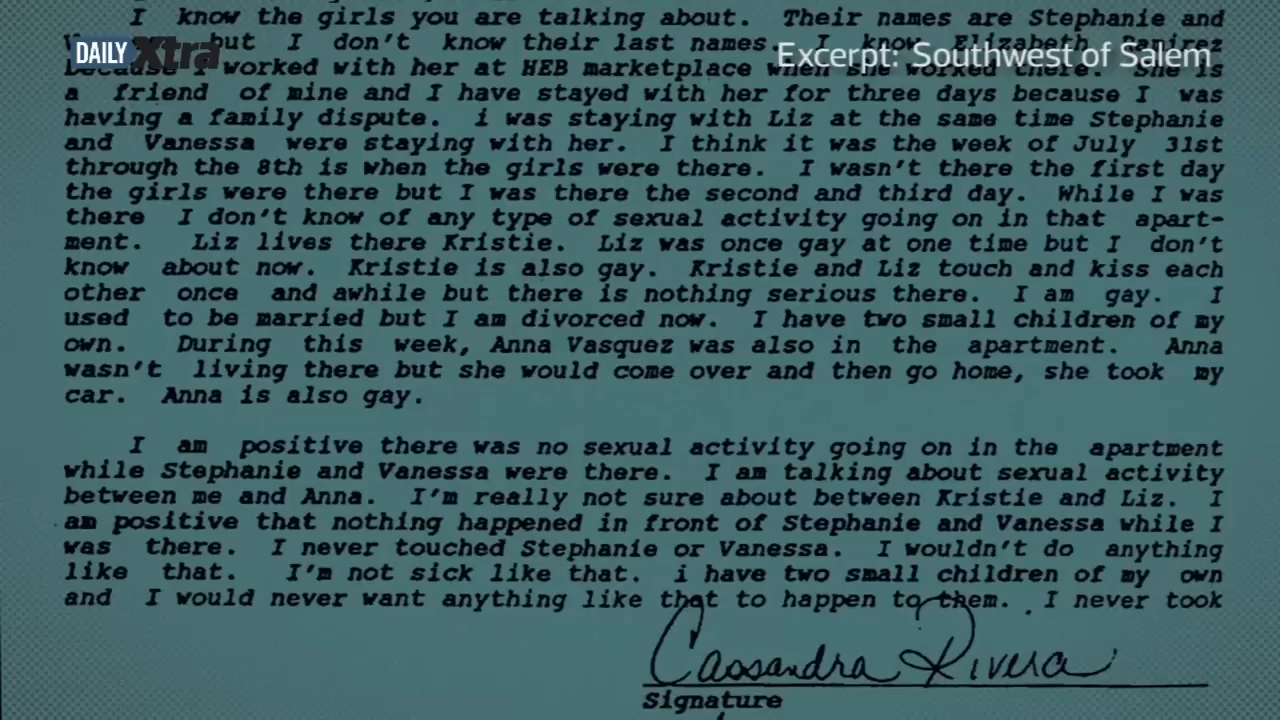 I know the girls you are talking about. Their names are Stephanie and
but I don't know their last names. I know Elizabeth Ramirez
because I worked with her at HEB marketplace when she worked there. She is
a friend of mine and I have stayed with her for three days because I was
having a family dispute. i was staying with Liz at the same time Stephanie
and Vanessa were staying with her. I think it was the week of July 31st
through the 8th is when the girls were there. I wasn't there the first day
the girls were there but I was there the second and third day. While I was
there I don't know of any type of sexual activity going on in that apart-
ment. Liz lives there Kristie. Liz was once gay at one time but I don't
know about now. Kristie is also gay. Kristie and Liz touch and kiss each
other once and awhile but there is nothing serious there. I am gay. I
used to be married but I am divorced now. I have two small children of my
own. During this week, Anna Vasquez was also in the apartment. Anna
wasn't living there but she would come over and then go home, she took my
car. Anna is also gay.
I am positive there was no sexual activity going on in the apartment
while Stephanie and Vanessa were there. I am talking about sexual activity
between me and Anna. I'm really not sure about between Kristie and Liz. I
am positive that nothing happened in front of Stephanie and Vanessa while I
was there. I never touched Stephanie or Vanessa. I wouldn't do anything
like that. I'm not sick like that. i have two small children of my own
and I would never want anything like that to happen to them. I never took
Cassandra Rivera
Signature
DAILY Xtra
Excerpt: Southwest of Salem